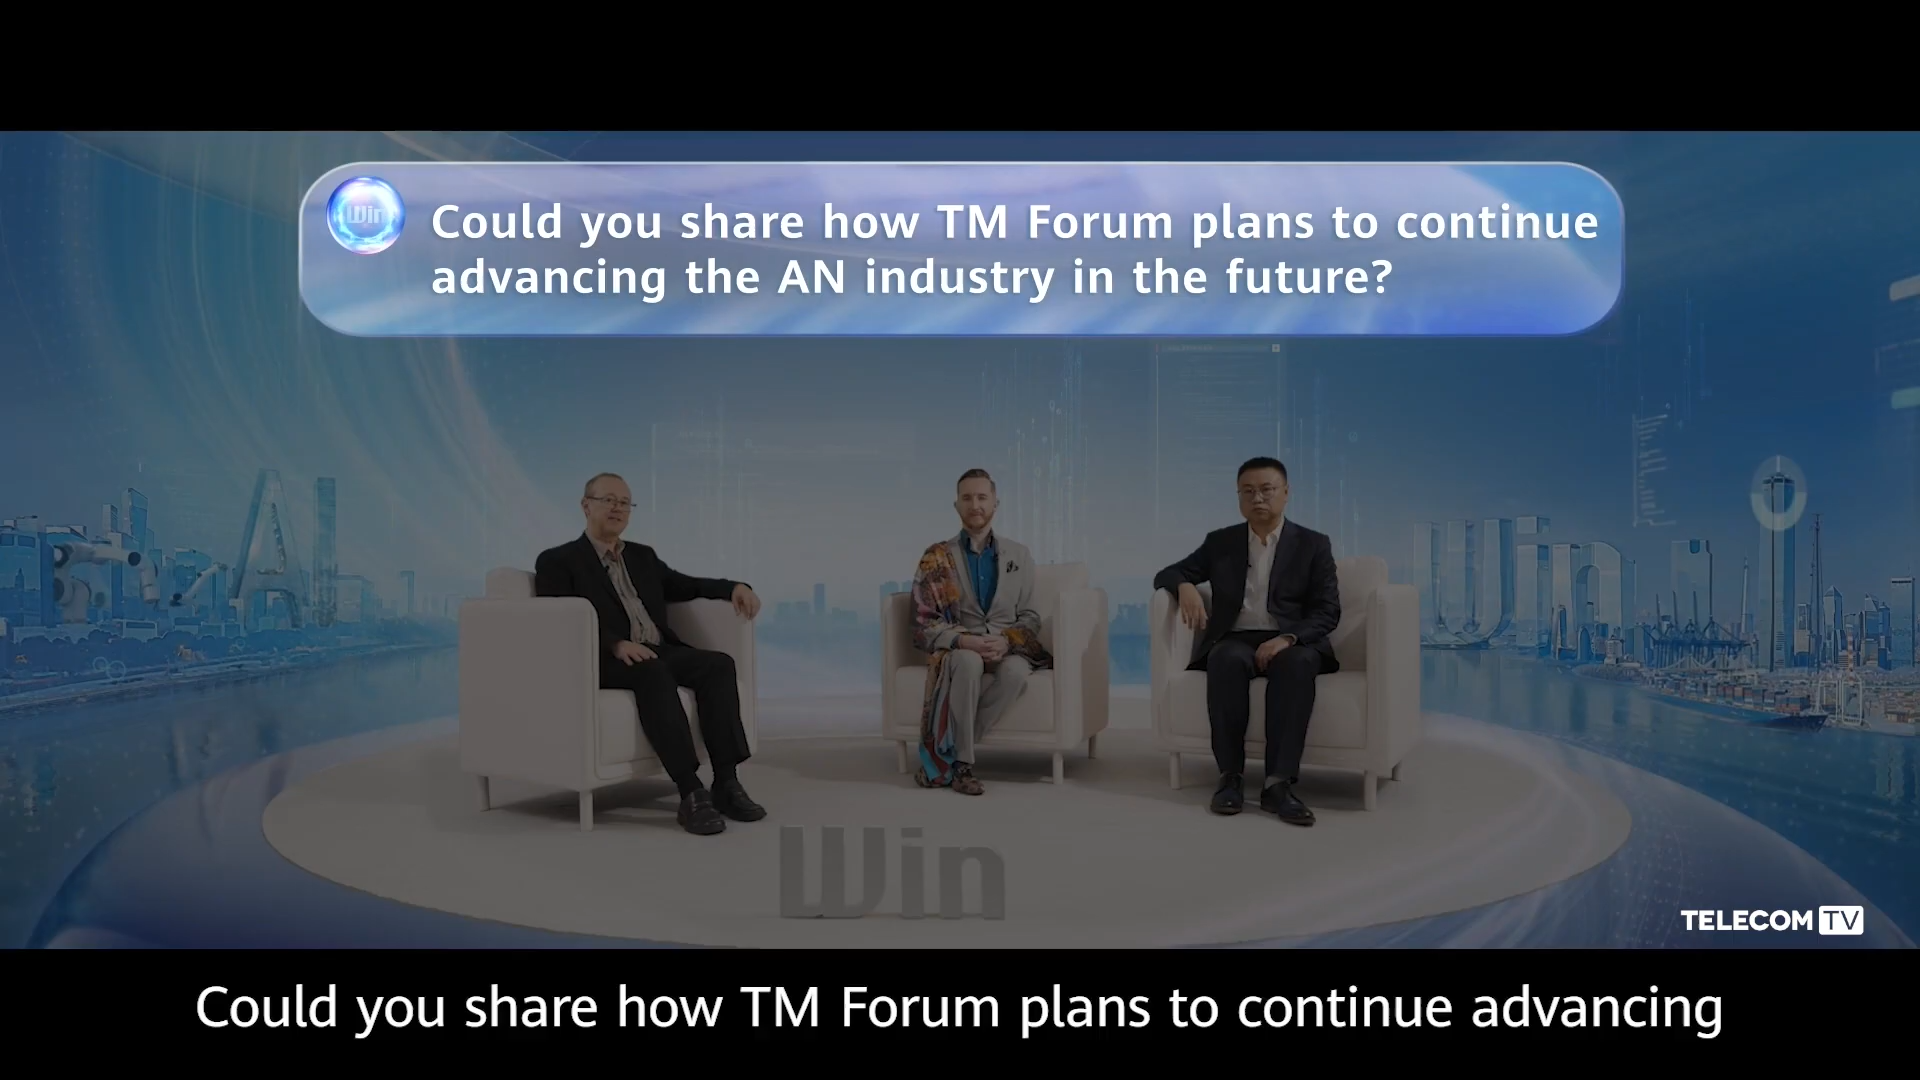 Win
Could you share how TM Forum plans to continue
advancing the AN industry in the future?
Win
Win
TELECOM TV
Could you share how TM Forum plans to continue advancing